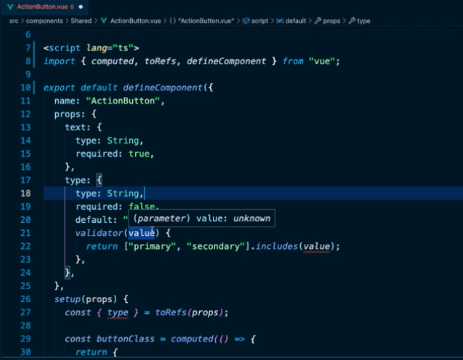 ActionButton.vue 5
src > components > Shared > ActionButton.vue > {} "ActionButton.vue" > script > default > props > type
6
7 <script lang="ts">
8 import { computed, toRefs, defineComponent } from "vue";
9
10 export default defineComponent({
11 name: "ActionButton",
12 props: {
13 text: {
14 type: String,
15 required: true,
16 },
17 type: {
18 type: String,
19 required: false,
20 default: "
(parameter) value: unknown
21 validator(value) {
22 return ["primary", "secondary"].includes(value);
23 },
24 },
25 },
26 setup(props) {
27 const { type } = toRefs(props);
28
29 const buttonClass = computed(() => {
30 return {